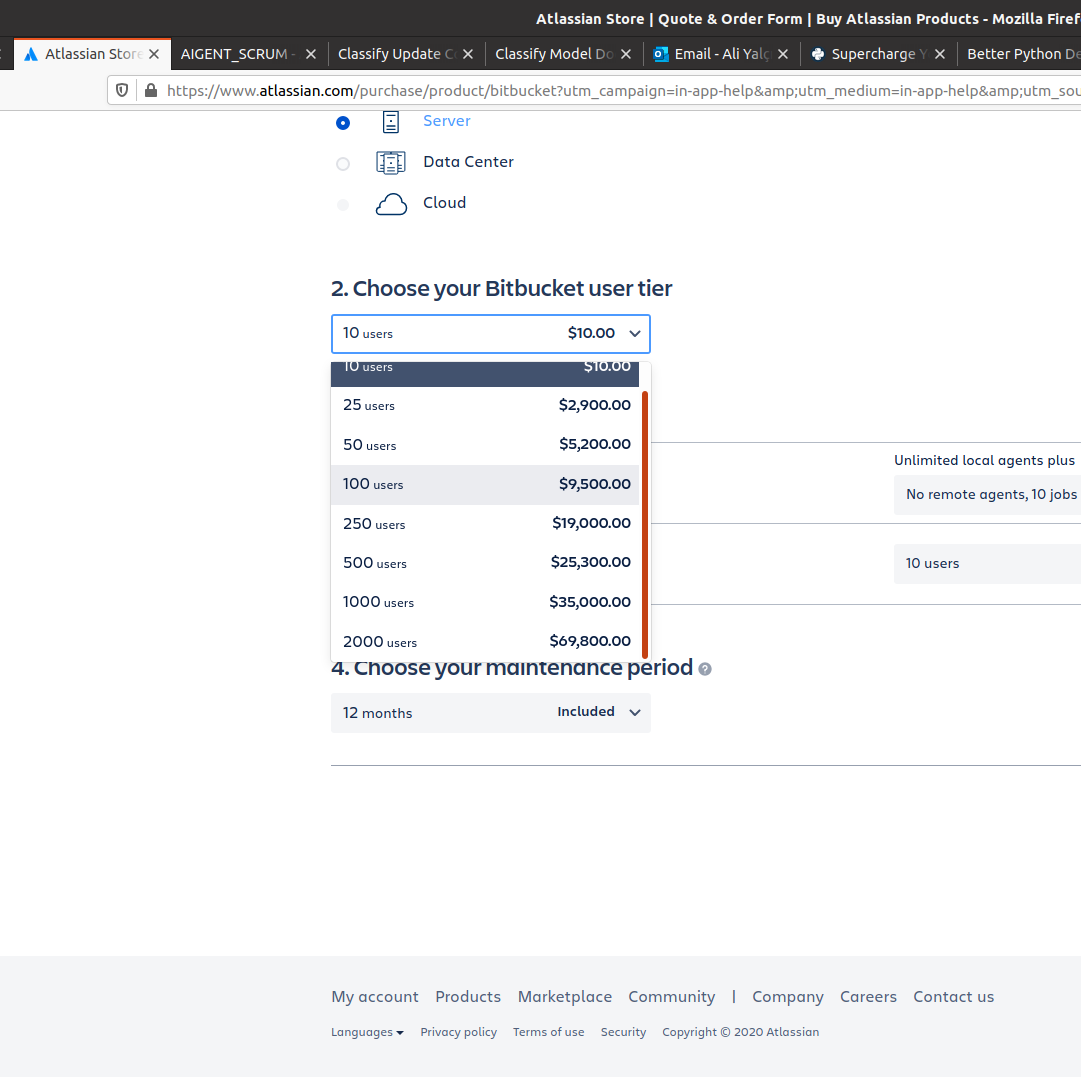 Atlassian Store | Quote & Order Form | Buy Atlassian Products - Mozilla Firef
Atlassian Store AIGENT_SCRUM - Classify Update C Classify Model Do Email - Ali Yalç Supercharge Y Better Python De
https://www.atlassian.com/purchase/product/bitbucket?utm_campaign=in-app-help&amp;utm_medium=in-app-help&amp;utm_sou
Server
Data Center
Cloud
2. Choose your Bitbucket user tier
10 users $10.00
10 users $10.00
25 users $2,900.00
50 users $5,200.00
Unlimited local agents plus
100 users $9,500.00
No remote agents, 10 jobs
250 users $19,000.00
500 users $25,300.00
10 users
1000 users $35,000.00
2000 users $69,800.00
4. Choose your maintenance period ?
12 months Included
My account Products Marketplace Community | Company Careers Contact us
Languages Privacy policy Terms of use Security Copyright © 2020 Atlassian